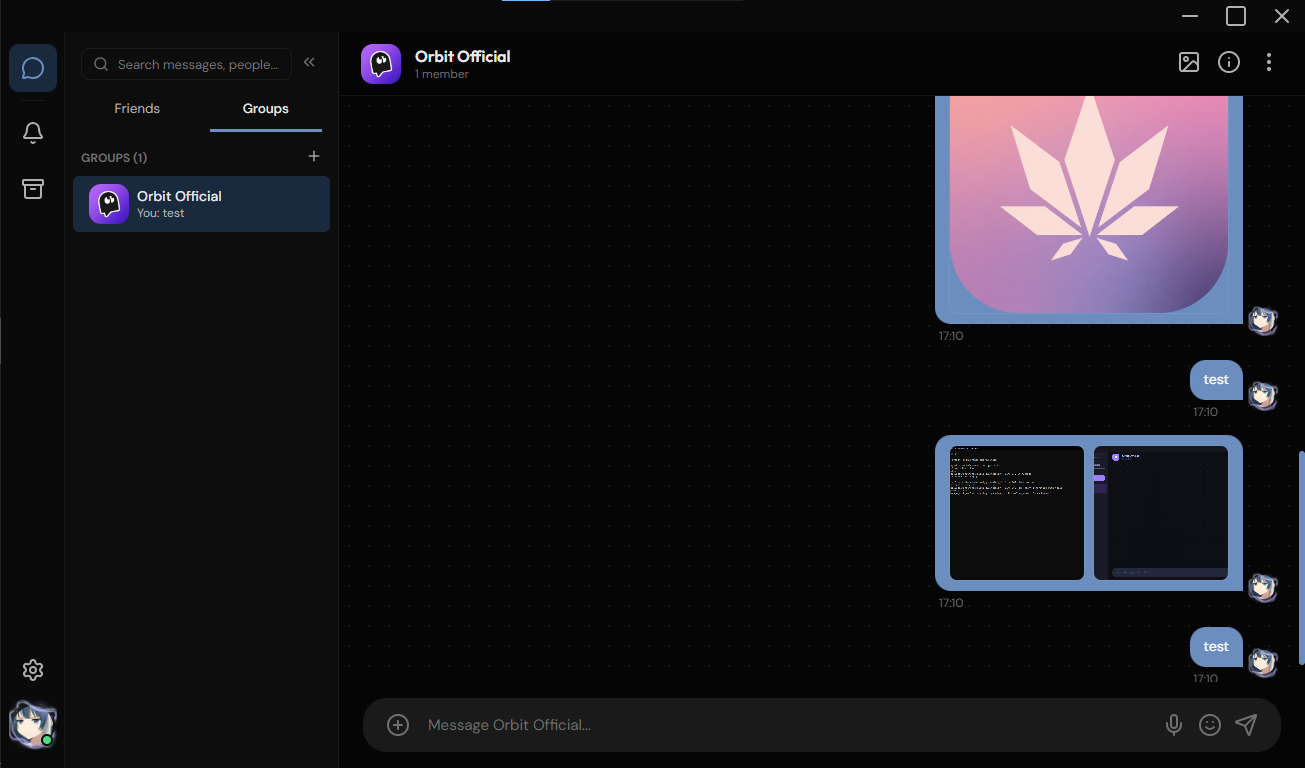 Search messages, people...
Friends
Groups
GROUPS (1)
Orbit Official
You: test
Orbit Official
1 member
17:10
test
17:10
17:10
test
17:10
Message Orbit Official...